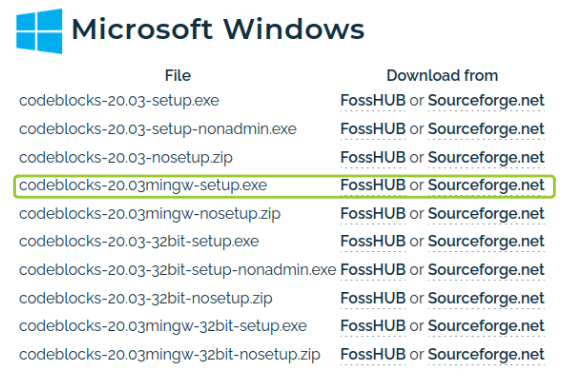 Microsoft Windows
File Download from
codeblocks-20.03-setup.exe FossHUB or Sourceforge.net
codeblocks-20.03-setup-nonadmin.exe FossHUB or Sourceforge.net
codeblocks-20.03-nosetup.zip FossHUB or Sourceforge.net
codeblocks-20.03mingw-setup.exe FossHUB or Sourceforge.net
codeblocks-20.03mingw-nosetup.zip FossHUB or Sourceforge.net
codeblocks-20.03-32bit-setup.exe FossHUB or Sourceforge.net
codeblocks-20.03-32bit-setup-nonadmin.exe FossHUB or Sourceforge.net
codeblocks-20.03-32bit-nosetup.zip FossHUB or Sourceforge.net
codeblocks-20.03mingw-32bit-setup.exe FossHUB or Sourceforge.net
codeblocks-20.03mingw-32bit-nosetup.zip FossHUB or Sourceforge.net